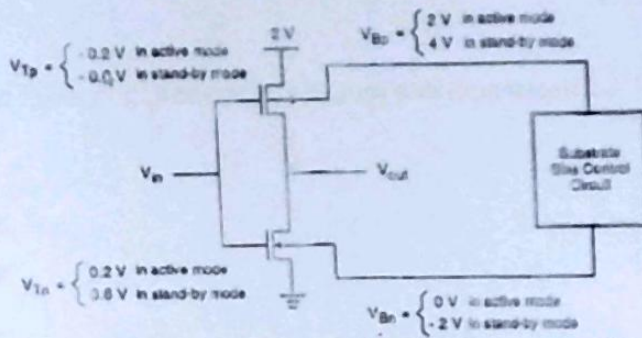 V_Tp = { - 0.2 V in active mode
V in stand-by mode
2 V
V_Bp = { 2 V in active mode
4 V in stand-by mode
V_in
V_out
Substrate
Bias Control
Circuit
V_Tn = { 0.2 V in active mode
0.6 V in stand-by mode
V_Bn = { 0 V in active mode
- 2 V in stand-by mode